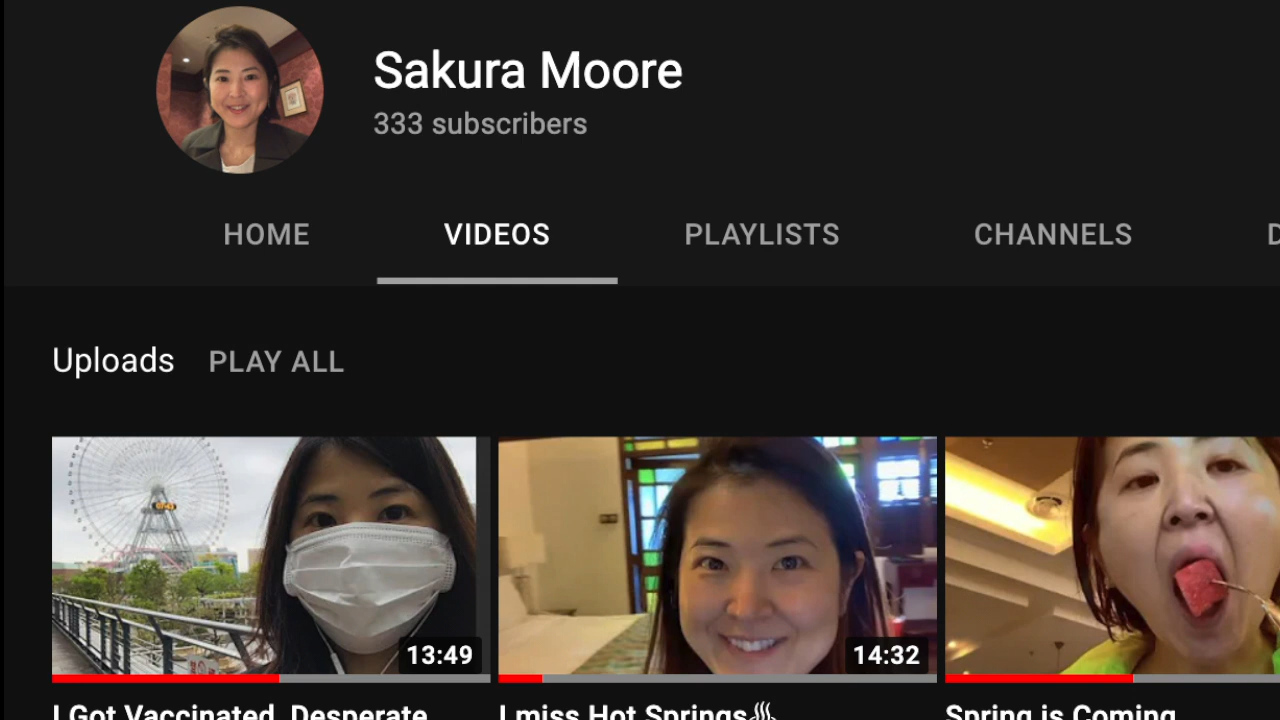 Sakura Moore
333 subscribers
HOME VIDEOS PLAYLISTS CHANNELS D
Uploads PLAY ALL
13:49 14:32
I Got Vaccinated, Desperate I miss Hot Springs♨ Spring is Coming